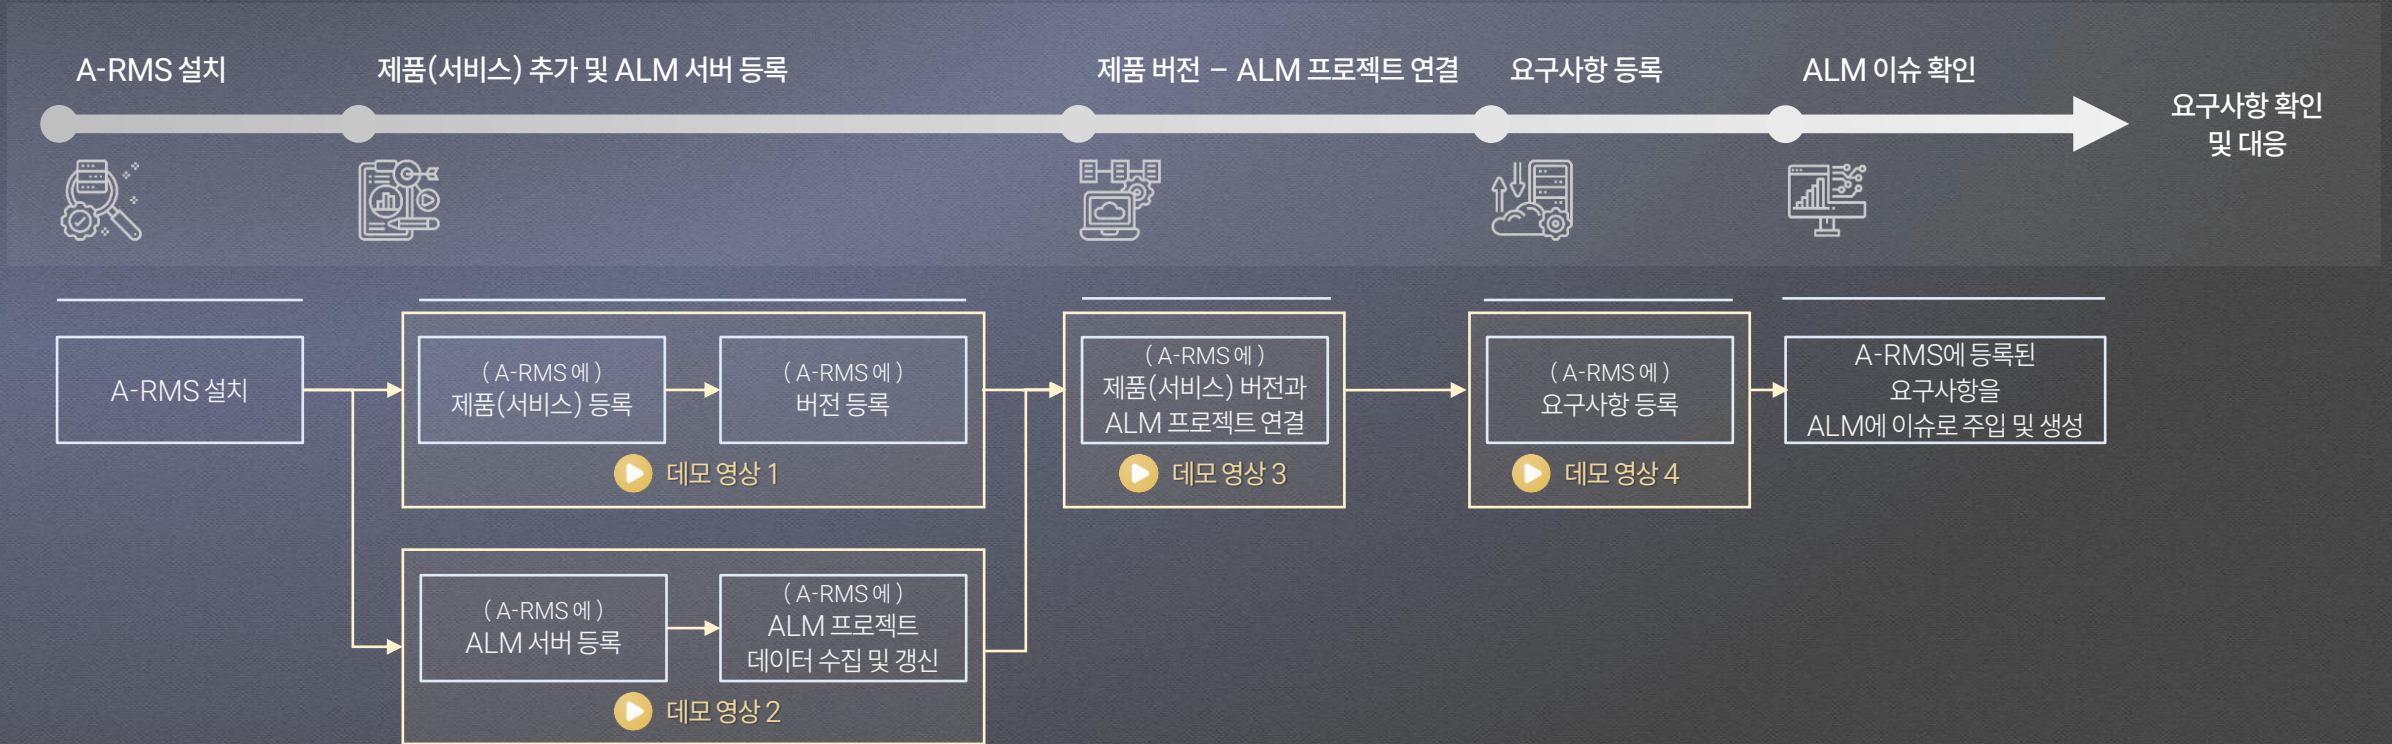 A-RMS 설치
제품(서비스) 추가 및 ALM 서버 등록
제품 버전 – ALM 프로젝트 연결
요구사항 등록
ALM 이슈 확인
요구사항 확인
및 대응
A-RMS 설치
( A-RMS 에 )
제품(서비스) 등록
( A-RMS 에 )
버전 등록
데모 영상 1
( A-RMS 에 )
제품(서비스) 버전과
ALM 프로젝트 연결
데모 영상 3
( A-RMS 에 )
요구사항 등록
데모 영상 4
A-RMS에 등록된
요구사항을
ALM에 이슈로 주입 및 생성
( A-RMS 에 )
ALM 서버 등록
( A-RMS 에 )
ALM 프로젝트
데이터 수집 및 갱신
데모 영상 2